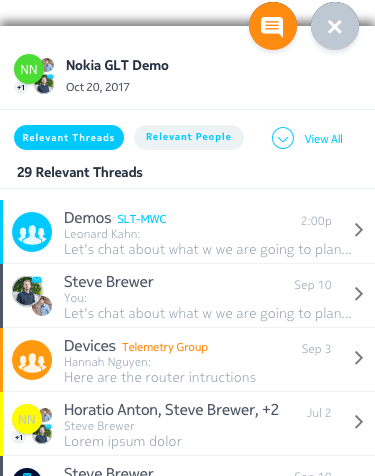 NN
+1
Nokia GLT Demo
Oct 20, 2017
Relevant Threads
Relevant People
View All
29 Relevant Threads
Demos SLT-MWC 2:00p
Leonard Kahn:
Let's chat about what w we are going to plan...
Steve Brewer Sep 10
You:
Let's chat about what w we are going to plan...
Devices Telemetry Group Sep 3
Hannah Nguyen:
Here are the router intructions
NN
+1
Horatio Anton, Steve Brewer, +2 Jul 2
Steve Brewer
Lorem ipsum dolor
Steve Brewer Sep 10